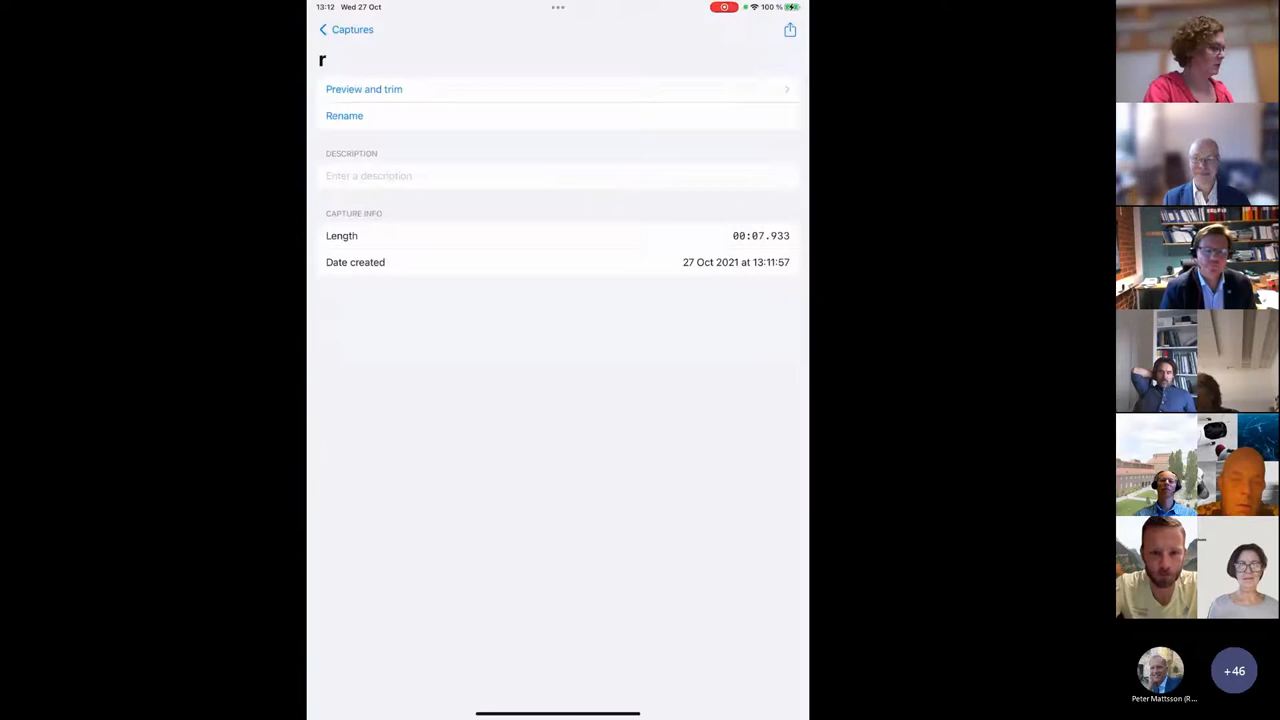 13:12 Wed 27 Oct
100 %
Captures
r
Preview and trim
Rename
DESCRIPTION
Enter a description
CAPTURE INFO
Length 00:07.933
Date created 27 Oct 2021 at 13:11:57
+46
Peter Mattsson (R...